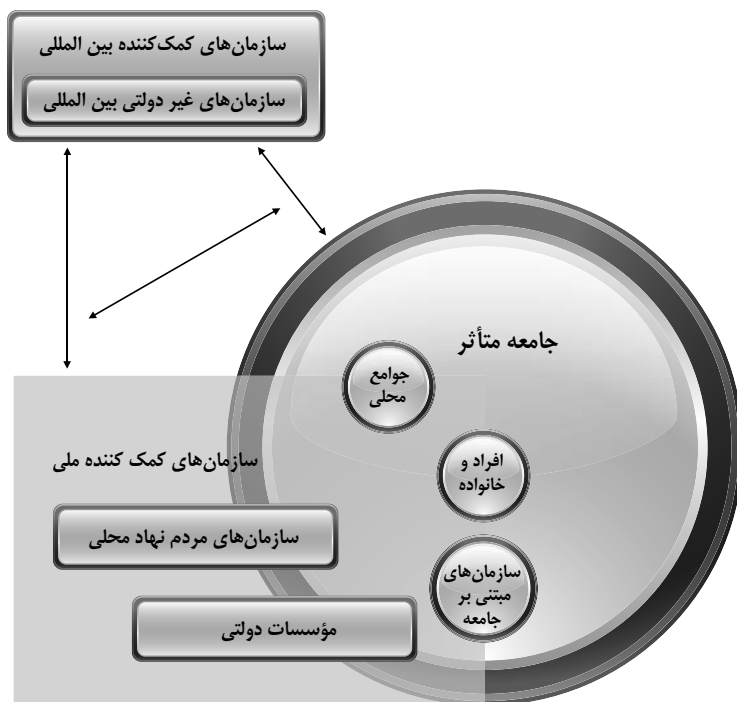 سازمان‌های کمک‌کننده بین المللی
سازمان‌های غیر دولتی بین المللی
جامعه متأثر
جوامع
محلی
افراد و
خانواده
سازمان‌های کمک کننده ملی
سازمان‌های مردم نهاد محلی
سازمان‌های
مبتنی بر
جامعه
مؤسسات دولتی